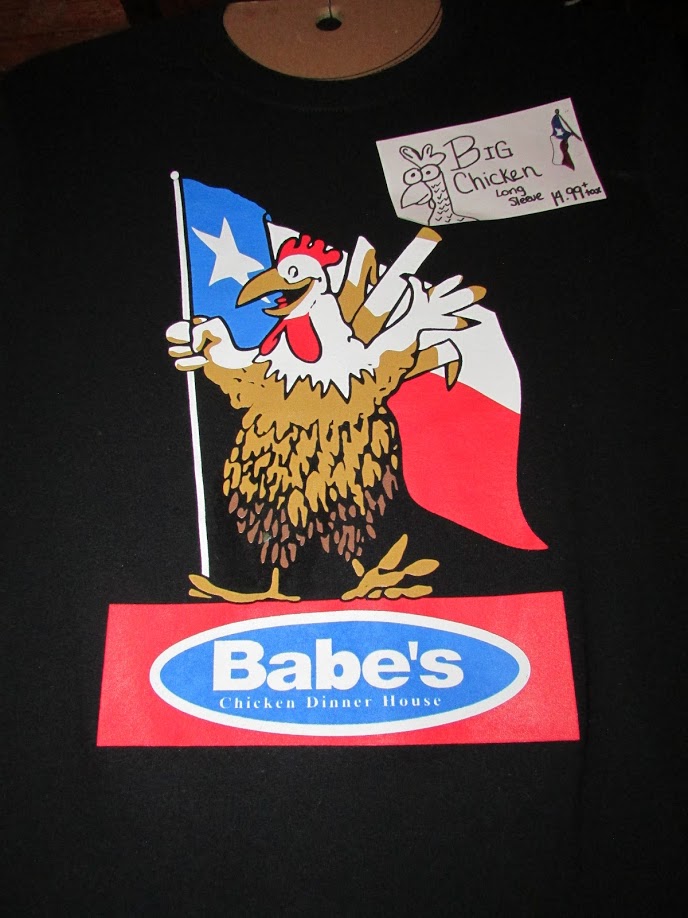 BIG
Chicken
Long
Sleeve 14.99 + tax
Babe's
Chicken Dinner House